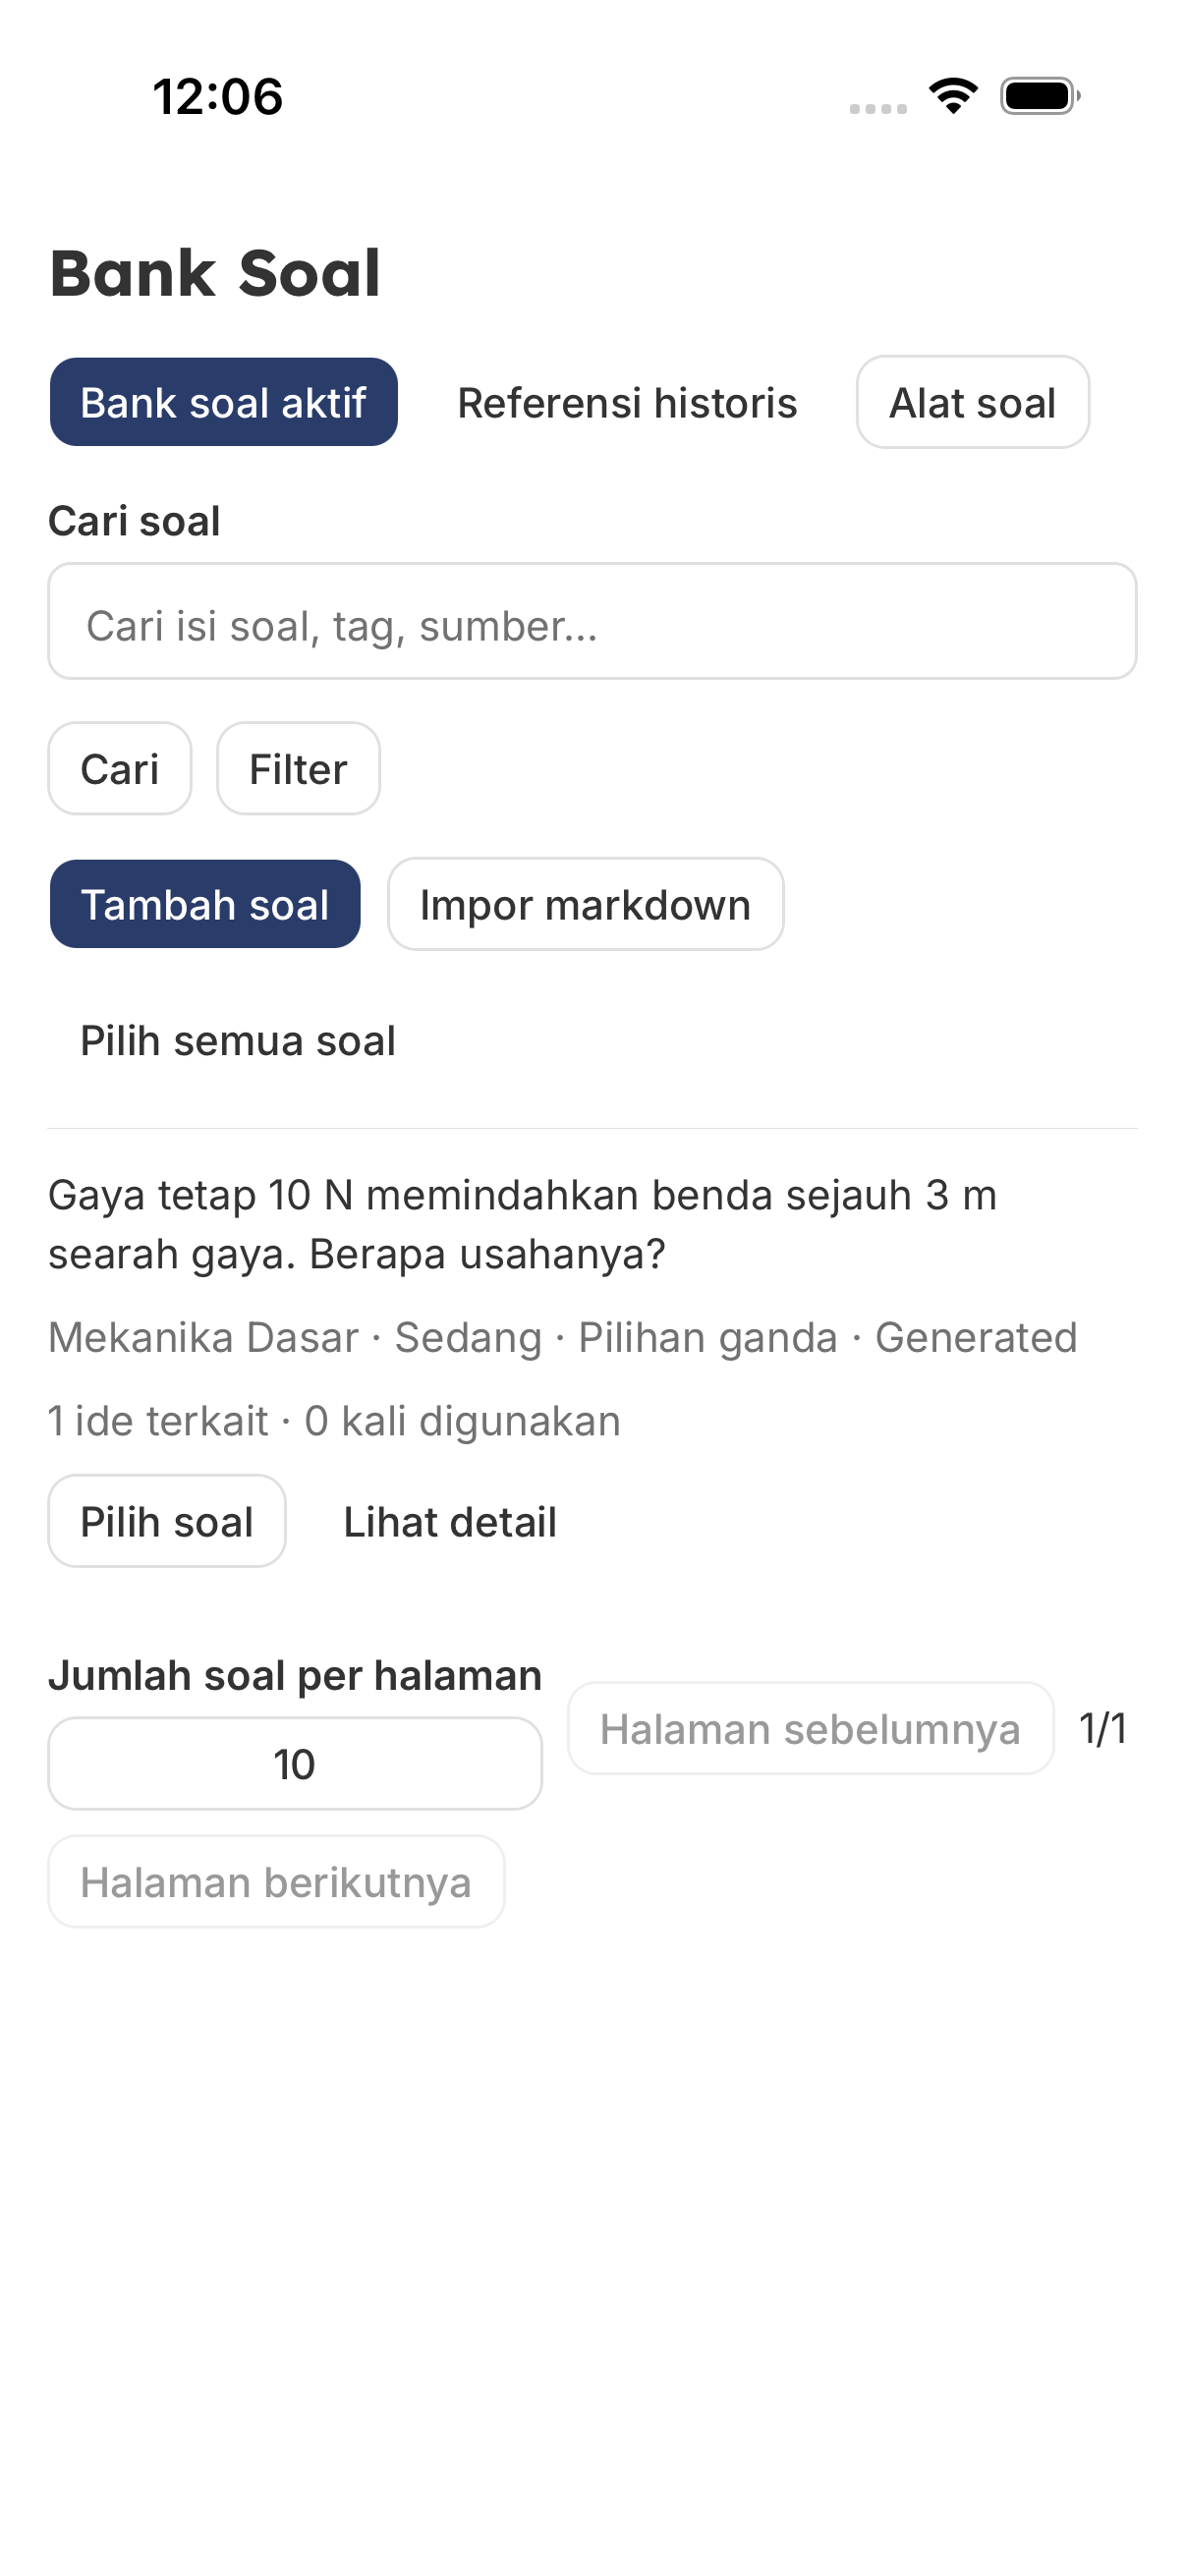 12:06
Bank Soal
Bank soal aktif
Referensi historis
Alat soal
Cari soal
Cari isi soal, tag, sumber...
Cari
Filter
Tambah soal
Impor markdown
Pilih semua soal
Gaya tetap 10 N memindahkan benda sejauh 3 m
searah gaya. Berapa usahanya?
Mekanika Dasar · Sedang · Pilihan ganda · Generated
1 ide terkait · 0 kali digunakan
Pilih soal
Lihat detail
Jumlah soal per halaman
10
Halaman sebelumnya
1/1
Halaman berikutnya